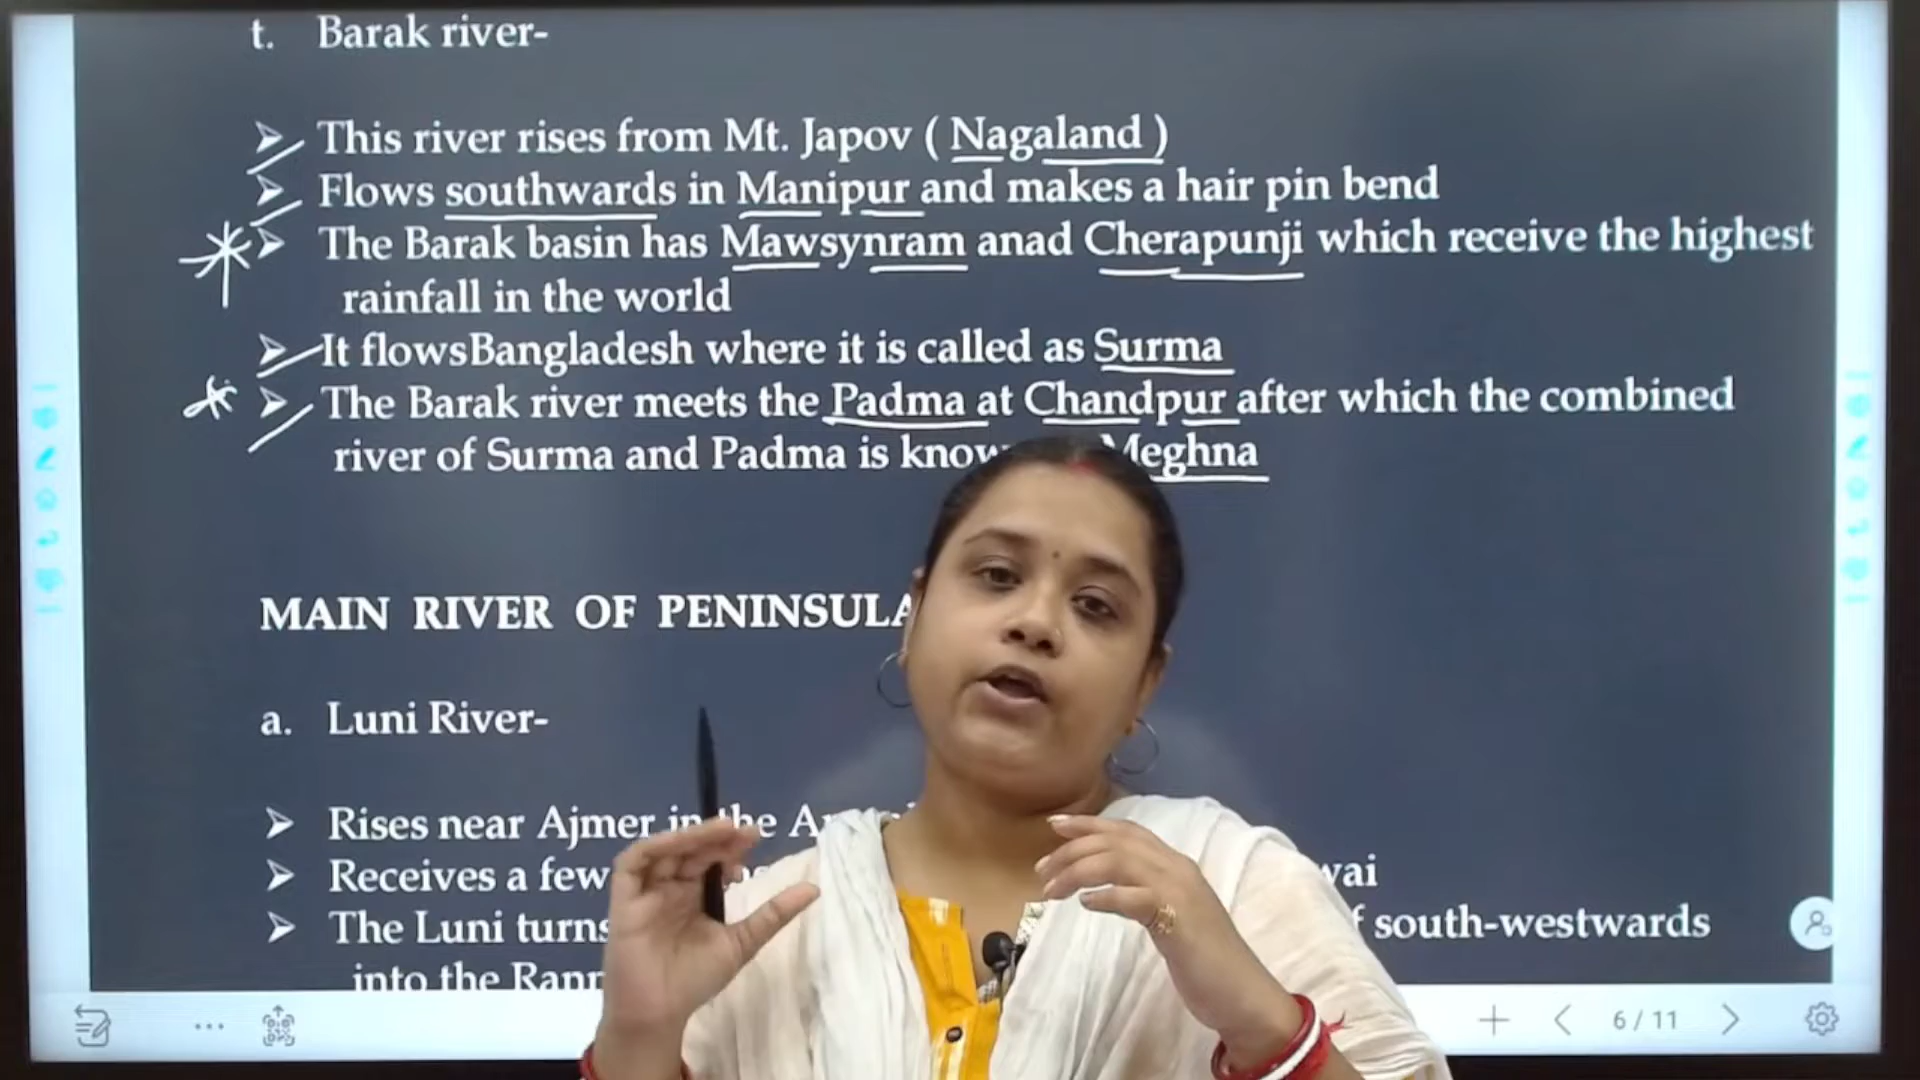 t. Barak river-
This river rises from Mt. Japov ( Nagaland )
Flows southwards in Manipur and makes a hair pin bend
The Barak basin has Mawsynram anad Cherapunji which receive the highest
rainfall in the world
It flowsBangladesh where it is called as Surma
The Barak river meets the Padma at Chandpur after which the combined
river of Surma and Padma is Meghna
MAIN RIVER OF
a. Luni River-
Rises near Ajmer in the
Receives a few
The Luni turns south-westwards
into the
6 / 11